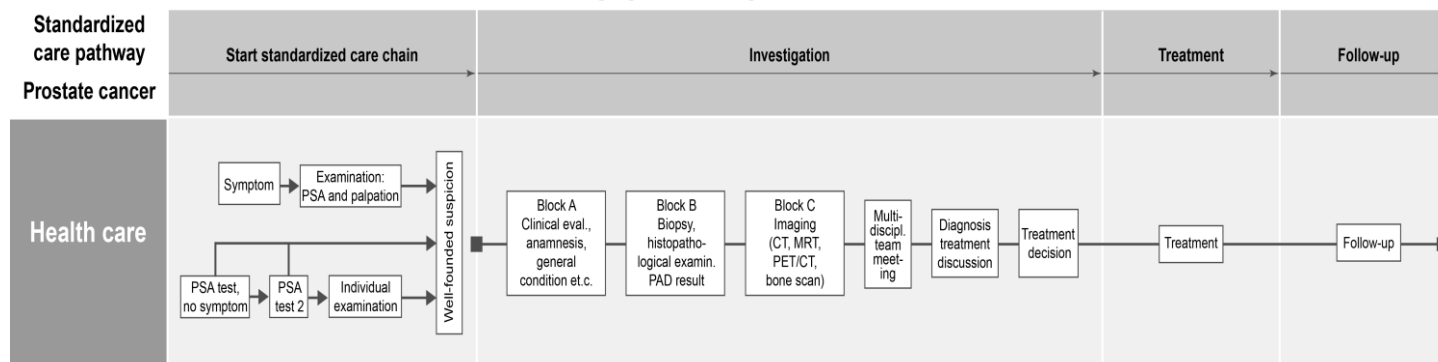 Standardized
care pathway
Prostate cancer
Start standardized care chain
Investigation
Treatment
Follow-up
Health care
Symptom
Examination:
PSA and palpation
PSA test,
no symptom
PSA
test 2
Individual
examination
Well-founded suspicion
Block A
Clinical eval.,
anamnesis,
general
condition et.c.
Block B
Biopsy,
histopatho-
logical examin.
PAD result
Block C
Imaging
(CT, MRT,
PET/CT,
bone scan)
Multi-
discipl.
team
meet-
ing
Diagnosis
treatment
discussion
Treatment
decision
Treatment
Follow-up